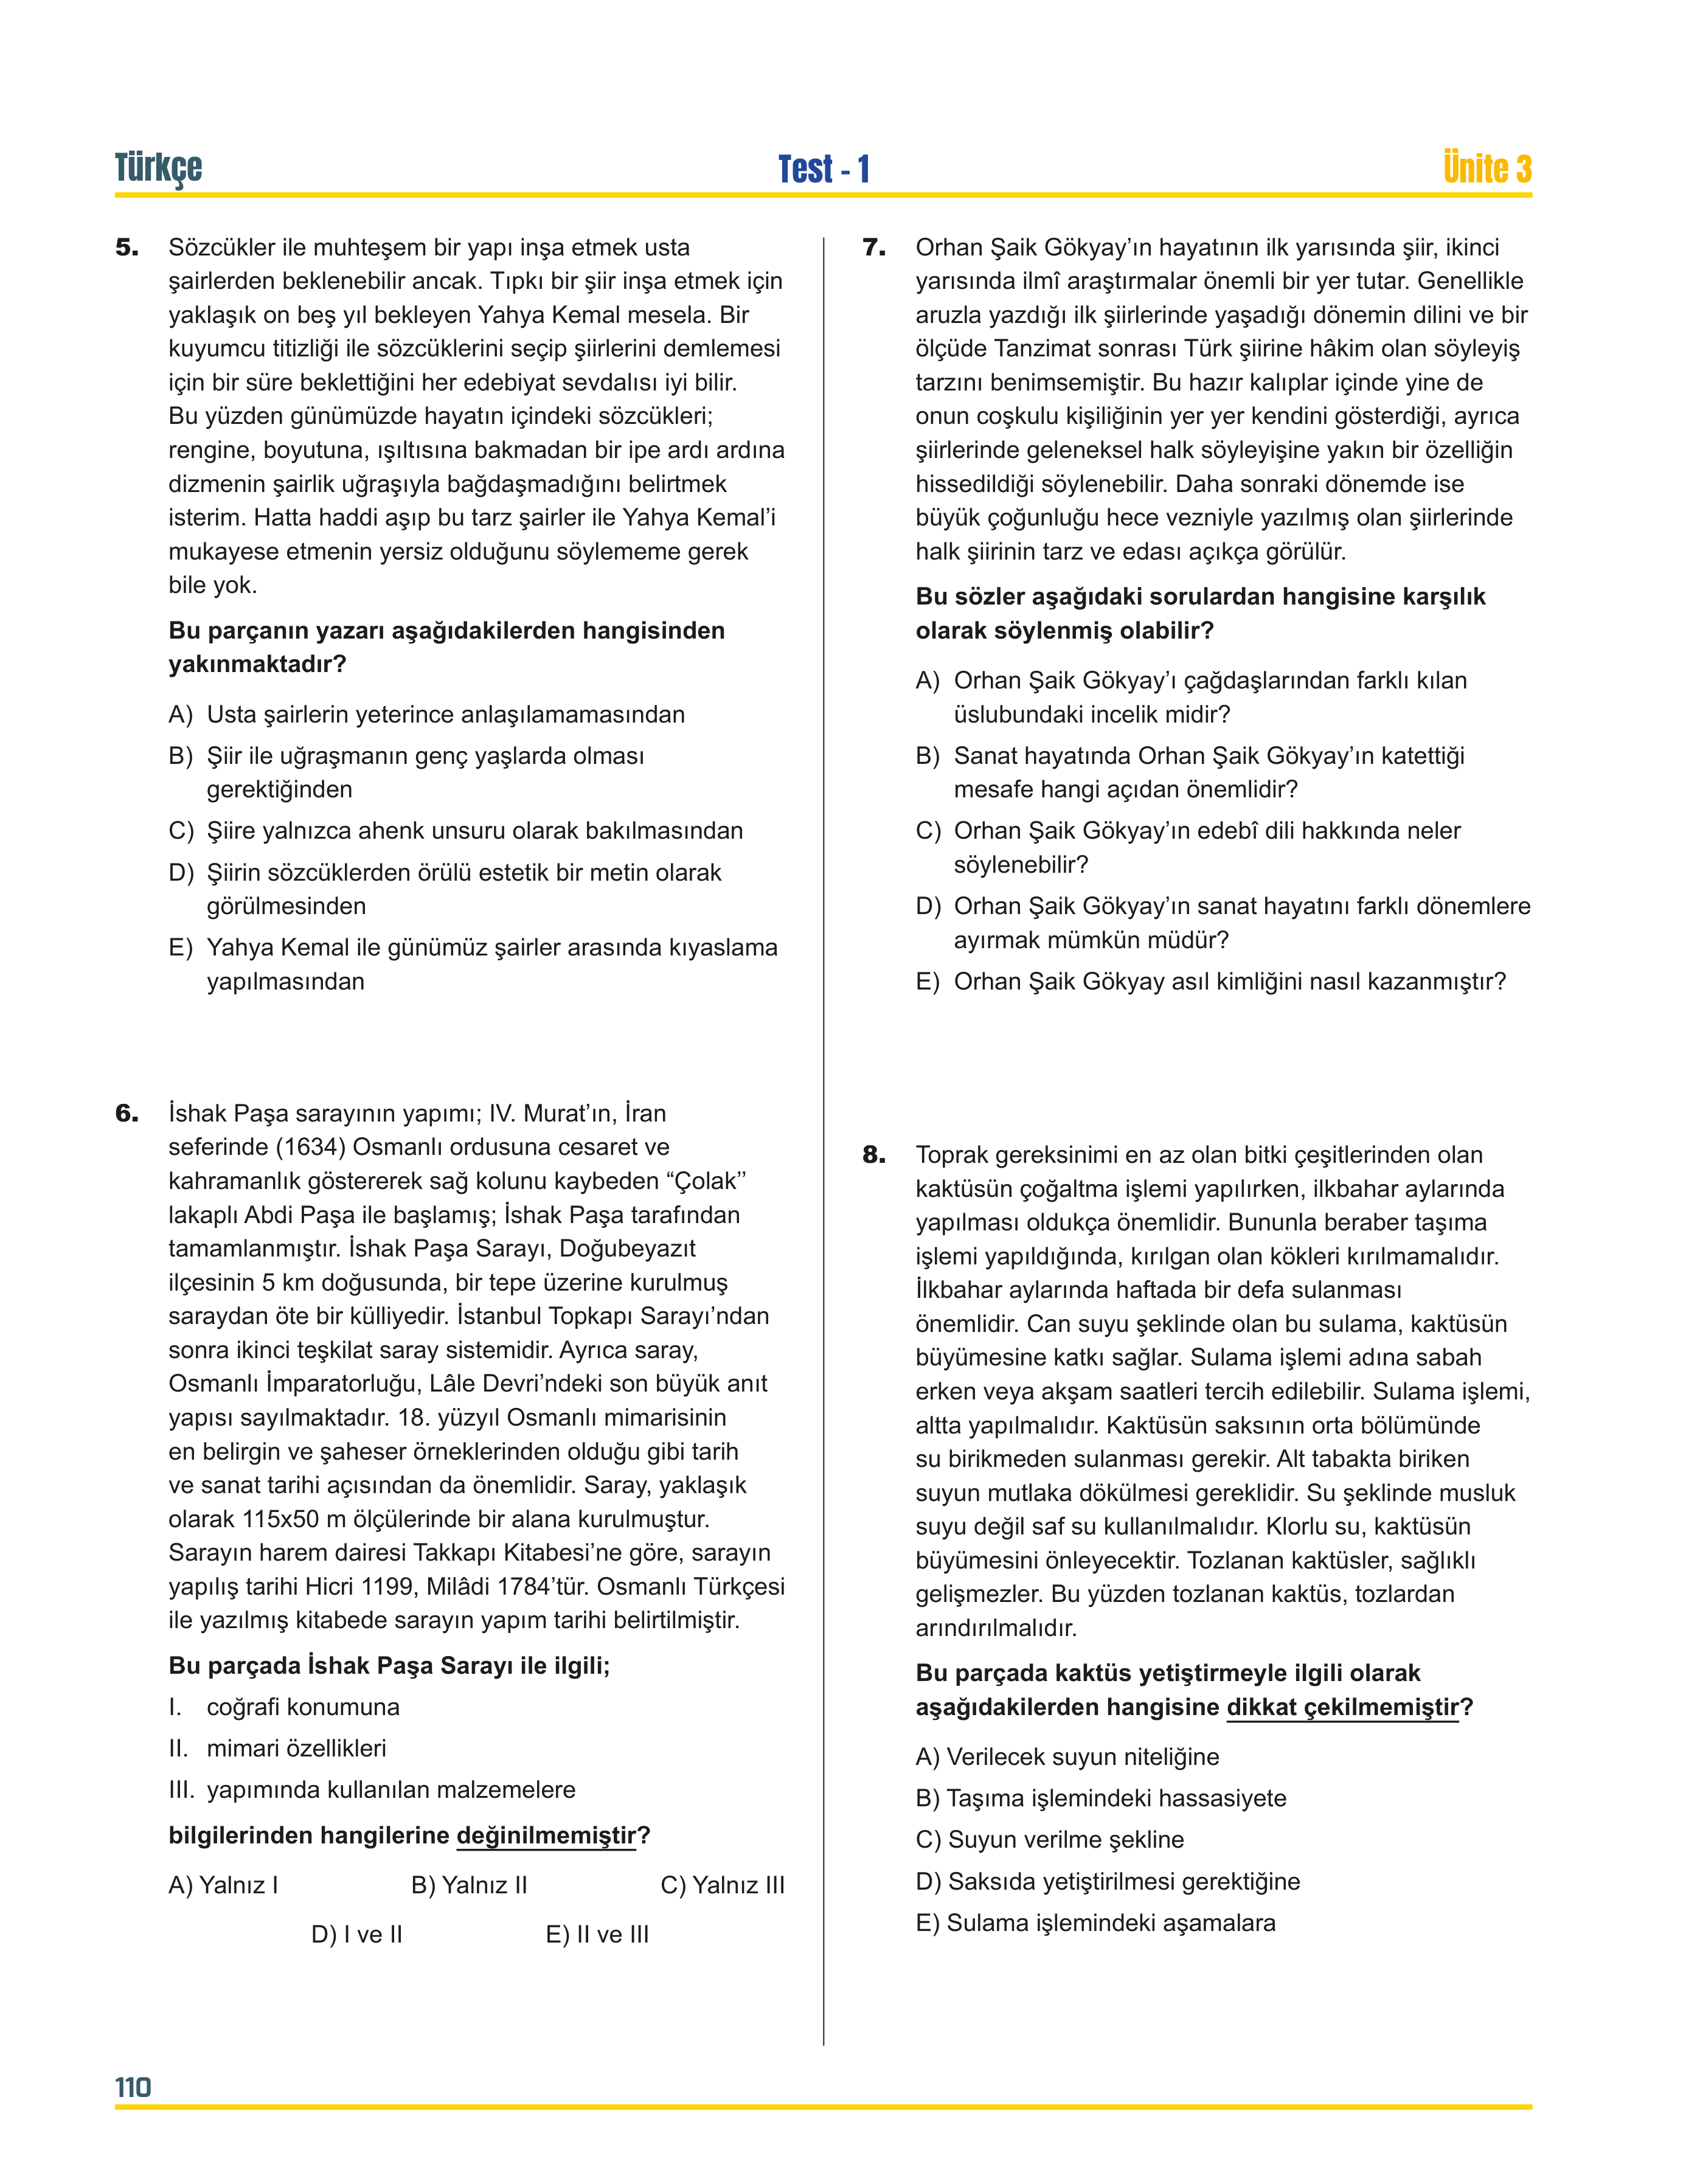 Türkçe
Test - 1
Ünite 3
5. Sözcükler ile muhteşem bir yapı inşa etmek usta
şairlerden beklenebilir ancak. Tıpkı bir şiir inşa etmek için
yaklaşık on beş yıl bekleyen Yahya Kemal mesela. Bir
kuyumcu titizliği ile sözcüklerini seçip şiirlerini demlemesi
için bir süre beklettiğini her edebiyat sevdalısı iyi bilir.
Bu yüzden günümüzde hayatın içindeki sözcükleri;
rengine, boyutuna, ışıltısına bakmadan bir ipe ardı ardına
dizmenin şairlik uğraşıyla bağdaşmadığını belirtmek
isterim. Hatta haddi aşıp bu tarz şairler ile Yahya Kemal’i
mukayese etmenin yersiz olduğunu söylememe gerek
bile yok.
Bu parçanın yazarı aşağıdakilerden hangisinden
yakınmaktadır?
A) Usta şairlerin yeterince anlaşılamamasından
B) Şiir ile uğraşmanın genç yaşlarda olması
gerektiğinden
C) Şiire yalnızca ahenk unsuru olarak bakılmasından
D) Şiirin sözcüklerden örülü estetik bir metin olarak
görülmesinden
E) Yahya Kemal ile günümüz şairler arasında kıyaslama
yapılmasından
6. İshak Paşa sarayının yapımı; IV. Murat’ın, İran
seferinde (1634) Osmanlı ordusuna cesaret ve
kahramanlık göstererek sağ kolunu kaybeden “Çolak’’
lakaplı Abdi Paşa ile başlamış; İshak Paşa tarafından
tamamlanmıştır. İshak Paşa Sarayı, Doğubeyazıt
ilçesinin 5 km doğusunda, bir tepe üzerine kurulmuş
saraydan öte bir külliyedir. İstanbul Topkapı Sarayı’ndan
sonra ikinci teşkilat saray sistemidir. Ayrıca saray,
Osmanlı İmparatorluğu, Lâle Devri’ndeki son büyük anıt
yapısı sayılmaktadır. 18. yüzyıl Osmanlı mimarisinin
en belirgin ve şaheser örneklerinden olduğu gibi tarih
ve sanat tarihi açısından da önemlidir. Saray, yaklaşık
olarak 115x50 m ölçülerinde bir alana kurulmuştur.
Sarayın harem dairesi Takkapı Kitabesi’ne göre, sarayın
yapılış tarihi Hicri 1199, Milâdi 1784’tür. Osmanlı Türkçesi
ile yazılmış kitabede sarayın yapım tarihi belirtilmiştir.
Bu parçada İshak Paşa Sarayı ile ilgili;
I. coğrafi konumuna
II. mimari özellikleri
III. yapımında kullanılan malzemelere
bilgilerinden hangilerine değinilmemiştir?
A) Yalnız I B) Yalnız II C) Yalnız III
D) I ve II E) II ve III
7. Orhan Şaik Gökyay’ın hayatının ilk yarısında şiir, ikinci
yarısında ilmî araştırmalar önemli bir yer tutar. Genellikle
aruzla yazdığı ilk şiirlerinde yaşadığı dönemin dilini ve bir
ölçüde Tanzimat sonrası Türk şiirine hâkim olan söyleyiş
tarzını benimsemiştir. Bu hazır kalıplar içinde yine de
onun coşkulu kişiliğinin yer yer kendini gösterdiği, ayrıca
şiirlerinde geleneksel halk söyleyişine yakın bir özelliğin
hissedildiği söylenebilir. Daha sonraki dönemde ise
büyük çoğunluğu hece vezniyle yazılmış olan şiirlerinde
halk şiirinin tarz ve edası açıkça görülür.
Bu sözler aşağıdaki sorulardan hangisine karşılık
olarak söylenmiş olabilir?
A) Orhan Şaik Gökyay’ı çağdaşlarından farklı kılan
üslubundaki incelik midir?
B) Sanat hayatında Orhan Şaik Gökyay’ın katettiği
mesafe hangi açıdan önemlidir?
C) Orhan Şaik Gökyay’ın edebî dili hakkında neler
söylenebilir?
D) Orhan Şaik Gökyay’ın sanat hayatını farklı dönemlere
ayırmak mümkün müdür?
E) Orhan Şaik Gökyay asıl kimliğini nasıl kazanmıştır?
8. Toprak gereksinimi en az olan bitki çeşitlerinden olan
kaktüsün çoğaltma işlemi yapılırken, ilkbahar aylarında
yapılması oldukça önemlidir. Bununla beraber taşıma
işlemi yapıldığında, kırılgan olan kökleri kırılmamalıdır.
İlkbahar aylarında haftada bir defa sulanması
önemlidir. Can suyu şeklinde olan bu sulama, kaktüsün
büyümesine katkı sağlar. Sulama işlemi adına sabah
erken veya akşam saatleri tercih edilebilir. Sulama işlemi,
altta yapılmalıdır. Kaktüsün saksının orta bölümünde
su birikmeden sulanması gerekir. Alt tabakta biriken
suyun mutlaka dökülmesi gereklidir. Su şeklinde musluk
suyu değil saf su kullanılmalıdır. Klorlu su, kaktüsün
büyümesini önleyecektir. Tozlanan kaktüsler, sağlıklı
gelişmezler. Bu yüzden tozlanan kaktüs, tozlardan
arındırılmalıdır.
Bu parçada kaktüs yetiştirmeyle ilgili olarak
aşağıdakilerden hangisine dikkat çekilmemiştir?
A) Verilecek suyun niteliğine
B) Taşıma işlemindeki hassasiyete
C) Suyun verilme şekline
D) Saksıda yetiştirilmesi gerektiğine
E) Sulama işlemindeki aşamalara
110